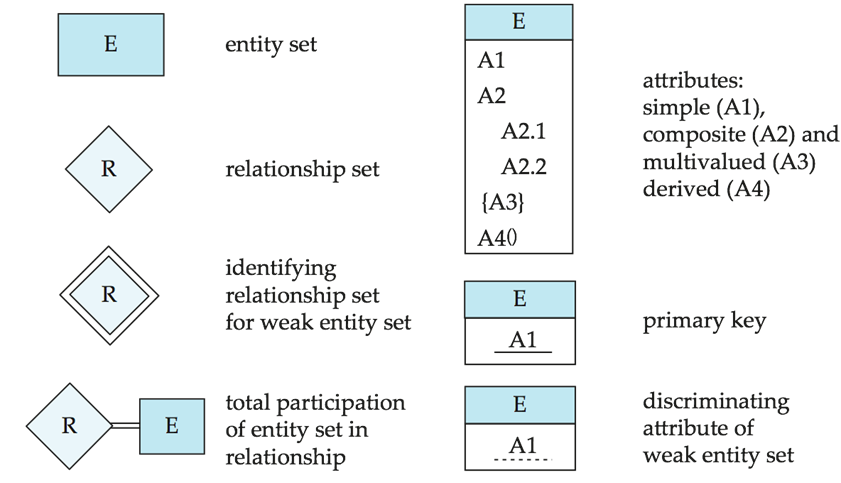 E
entity set
R
relationship set
R
identifying
relationship set
for weak entity set
R
E
total participation
of entity set in
relationship
E
A1
A2
A2.1
A2.2
{A3}
A4()
attributes:
simple (A1),
composite (A2) and
multivalued (A3)
derived (A4)
E
A1
primary key
E
A1
discriminating
attribute of
weak entity set